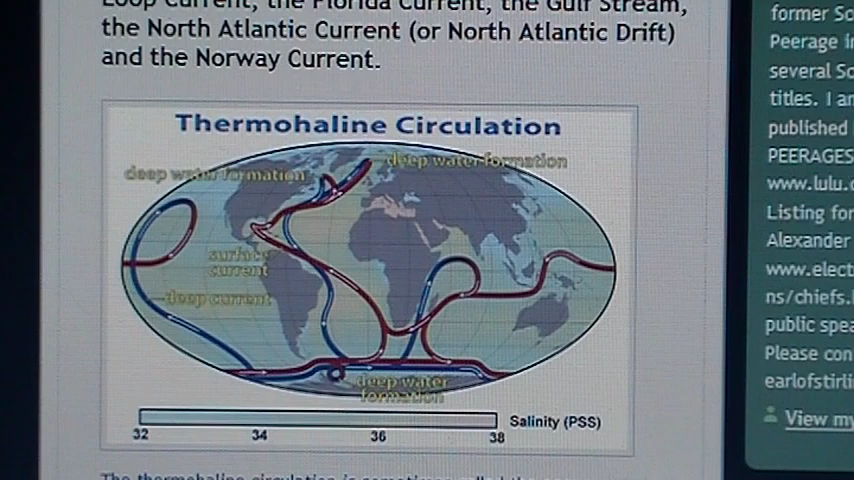 Loop Current, the Florida Current, the Gulf Stream,
the North Atlantic Current (or North Atlantic Drift)
and the Norway Current.
Thermohaline Circulation
deep water formation
deep water formation
surface
current
deep current
deep water
formation
Salinity (PSS)
32 34 36 38
former Sc
Peerage in
several Sc
titles. I ar
published
PEERAGES
www.lulu.c
Listing for
Alexander
www.elect
ns/chiefs.
public spea
Please con
earlofstirli
View my